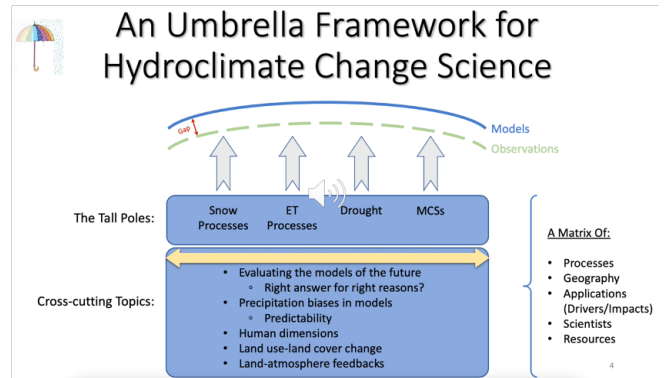 An Umbrella Framework for
Hydroclimate Change Science
Gap
Models
Observations
The Tall Poles:
Snow
Processes
ET
Processes
Drought
MCSs
Cross-cutting Topics:
• Evaluating the models of the future
◦ Right answer for right reasons?
• Precipitation biases in models
◦ Predictability
• Human dimensions
• Land use-land cover change
• Land-atmosphere feedbacks
A Matrix Of:
• Processes
• Geography
• Applications
(Drivers/Impacts)
• Scientists
• Resources
4